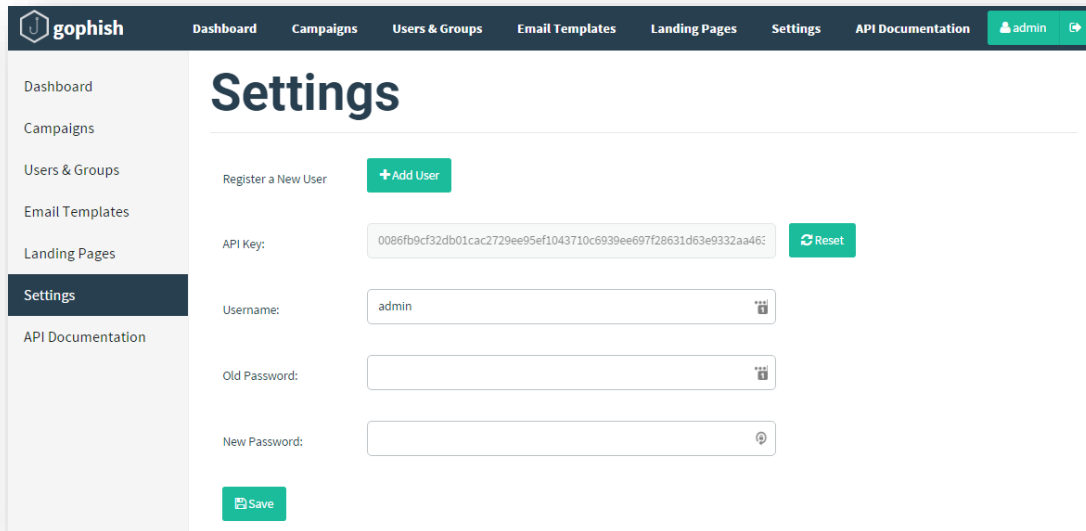 gophish
Dashboard Campaigns Users & Groups Email Templates Landing Pages Settings API Documentation admin
Dashboard
Campaigns
Users & Groups
Email Templates
Landing Pages
Settings
API Documentation
Settings
Register a New User Add User
API Key: 0086fb9cf32db01cac2729ee95ef1043710c6939ee697f28631d63e9332aa463 Reset
Username: admin
Old Password:
New Password:
Save